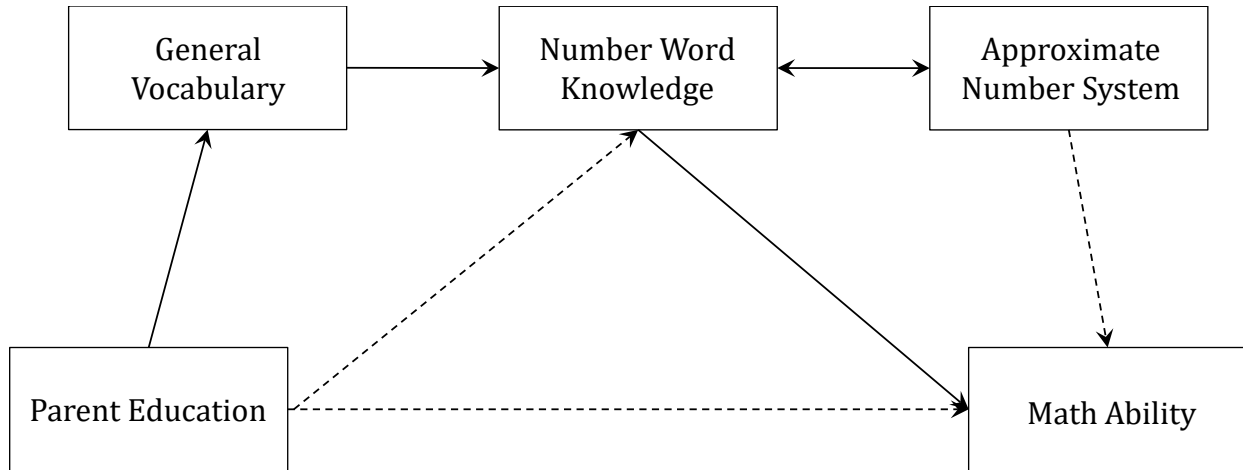 General
Vocabulary
Number Word
Knowledge
Approximate
Number System
Parent Education
Math Ability